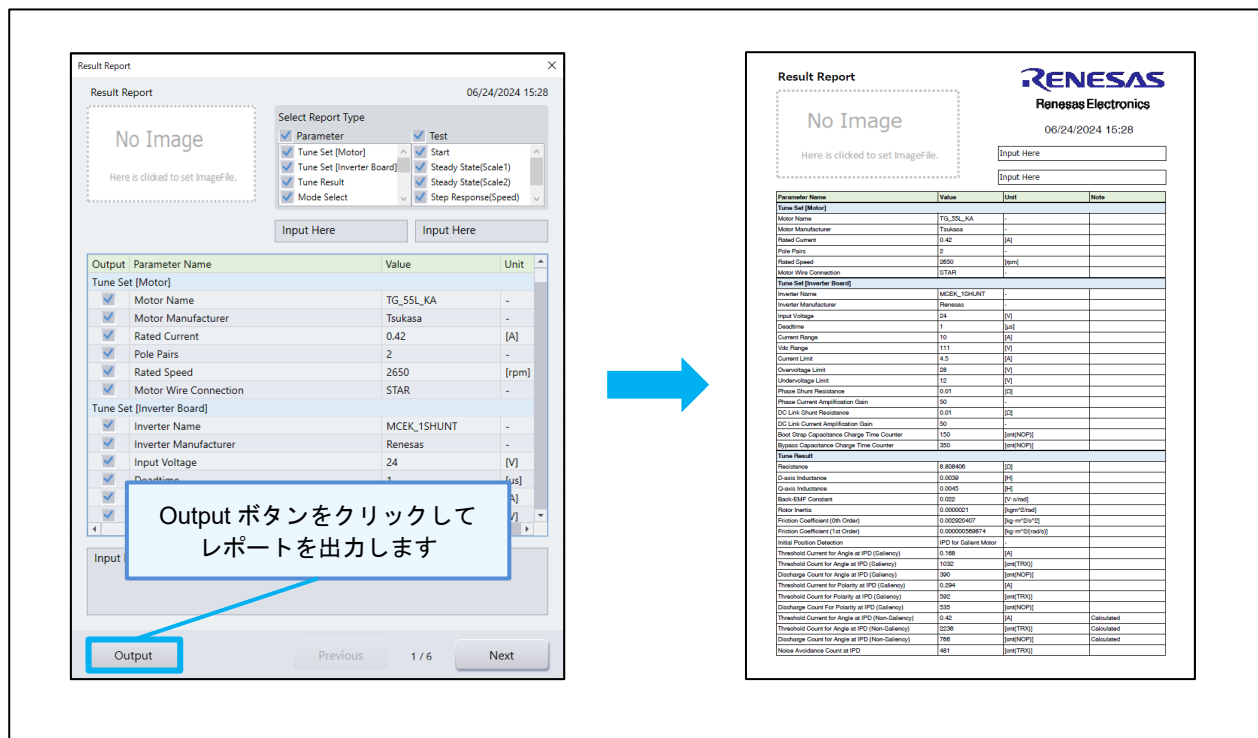 Result Report
Result Report 06/24/2024 15:28
No Image
Here is clicked to set ImageFile.
Select Report Type
Parameter Test
Tune Set [Motor] Start
Tune Set [Inverter Board] Steady State(Scale1)
Tune Result Steady State(Scale2)
Mode Select Step Response(Speed)
Input Here Input Here
Output Parameter Name Value Unit
Tune Set [Motor]
Motor Name TG_55L_KA -
Motor Manufacturer Tsukasa -
Rated Current 0.42 [A]
Pole Pairs 2 -
Rated Speed 2650 [rpm]
Motor Wire Connection STAR -
Tune Set [Inverter Board]
Inverter Name MCEK_1SHUNT -
Inverter Manufacturer Renesas -
Input Voltage 24 [V]
Output ボタンをクリックして
レポートを出力します
Output Previous 1 / 6 Next
Result Report
RENESAS
Renesas Electronics
No Image
06/24/2024 15:28
Here is clicked to set ImageFile.
Input Here
Input Here
Parameter Name Value Unit Note
Tune Set [Motor]
Motor Name TG_55L_KA -
Motor Manufacturer Tsukasa -
Rated Current 0.42 [A]
Pole Pairs 2 -
Rated Speed 2650 [rpm]
Motor Wire Connection STAR -
Tune Set [Inverter Board]
Inverter Name MCEK_1SHUNT -
Inverter Manufacturer Renesas -
Input Voltage 24 [V]
Deadtime 1 [μs]
Current Range 10 [A]
Vdc Range 111 [V]
Current Limit 4.5 [A]
Overvoltage Limit 28 [V]
Undervoltage Limit 12 [V]
Phase Shunt Resistance 0.01 [Ω]
Phase Current Amplification Gain 50 -
DC Link Shunt Resistance 0.01 [Ω]
DC Link Current Amplification Gain 50 -
Boot Strap Capacitance Charge Time Counter 150 [cnt(NOP)]
Bypass Capacitance Charge Time Counter 350 [cnt(NOP)]
Tune Result
Resistance 8.808406 [Ω]
D-axis Inductance 0.0039 [H]
Q-axis Inductance 0.0045 [H]
Back-EMF Constant 0.022 [V·s/rad]
Rotor Inertia 0.0000021 [kgm^2/rad]
Friction Coefficient (0th Order) 0.002920407 [kg·m^2/s^2]
Friction Coefficient (1st Order) 0.000000569874 [kg·m^2/(rad/s)]
Initial Position Detection IPD for Salient Motor -
Threshold Current for Angle at IPD (Saliency) 0.168 [A]
Threshold Count for Angle at IPD (Saliency) 1032 [cnt(TRX)]
Discharge Count for Angle at IPD (Saliency) 390 [cnt(NOP)]
Threshold Current for Polarity at IPD (Saliency) 0.294 [A]
Threshold Count for Polarity at IPD (Saliency) 592 [cnt(TRX)]
Discharge Count For Polarity at IPD (Saliency) 535 [cnt(NOP)]
Threshold Current for Angle at IPD (Non-Saliency) 0.42 [A] Calculated
Threshold Count for Angle at IPD (Non-Saliency) 2236 [cnt(TRX)] Calculated
Discharge Count for Angle at IPD (Non-Saliency) 766 [cnt(NOP)] Calculated
Noise Avoidance Count at IPD 481 [cnt(TRX)]